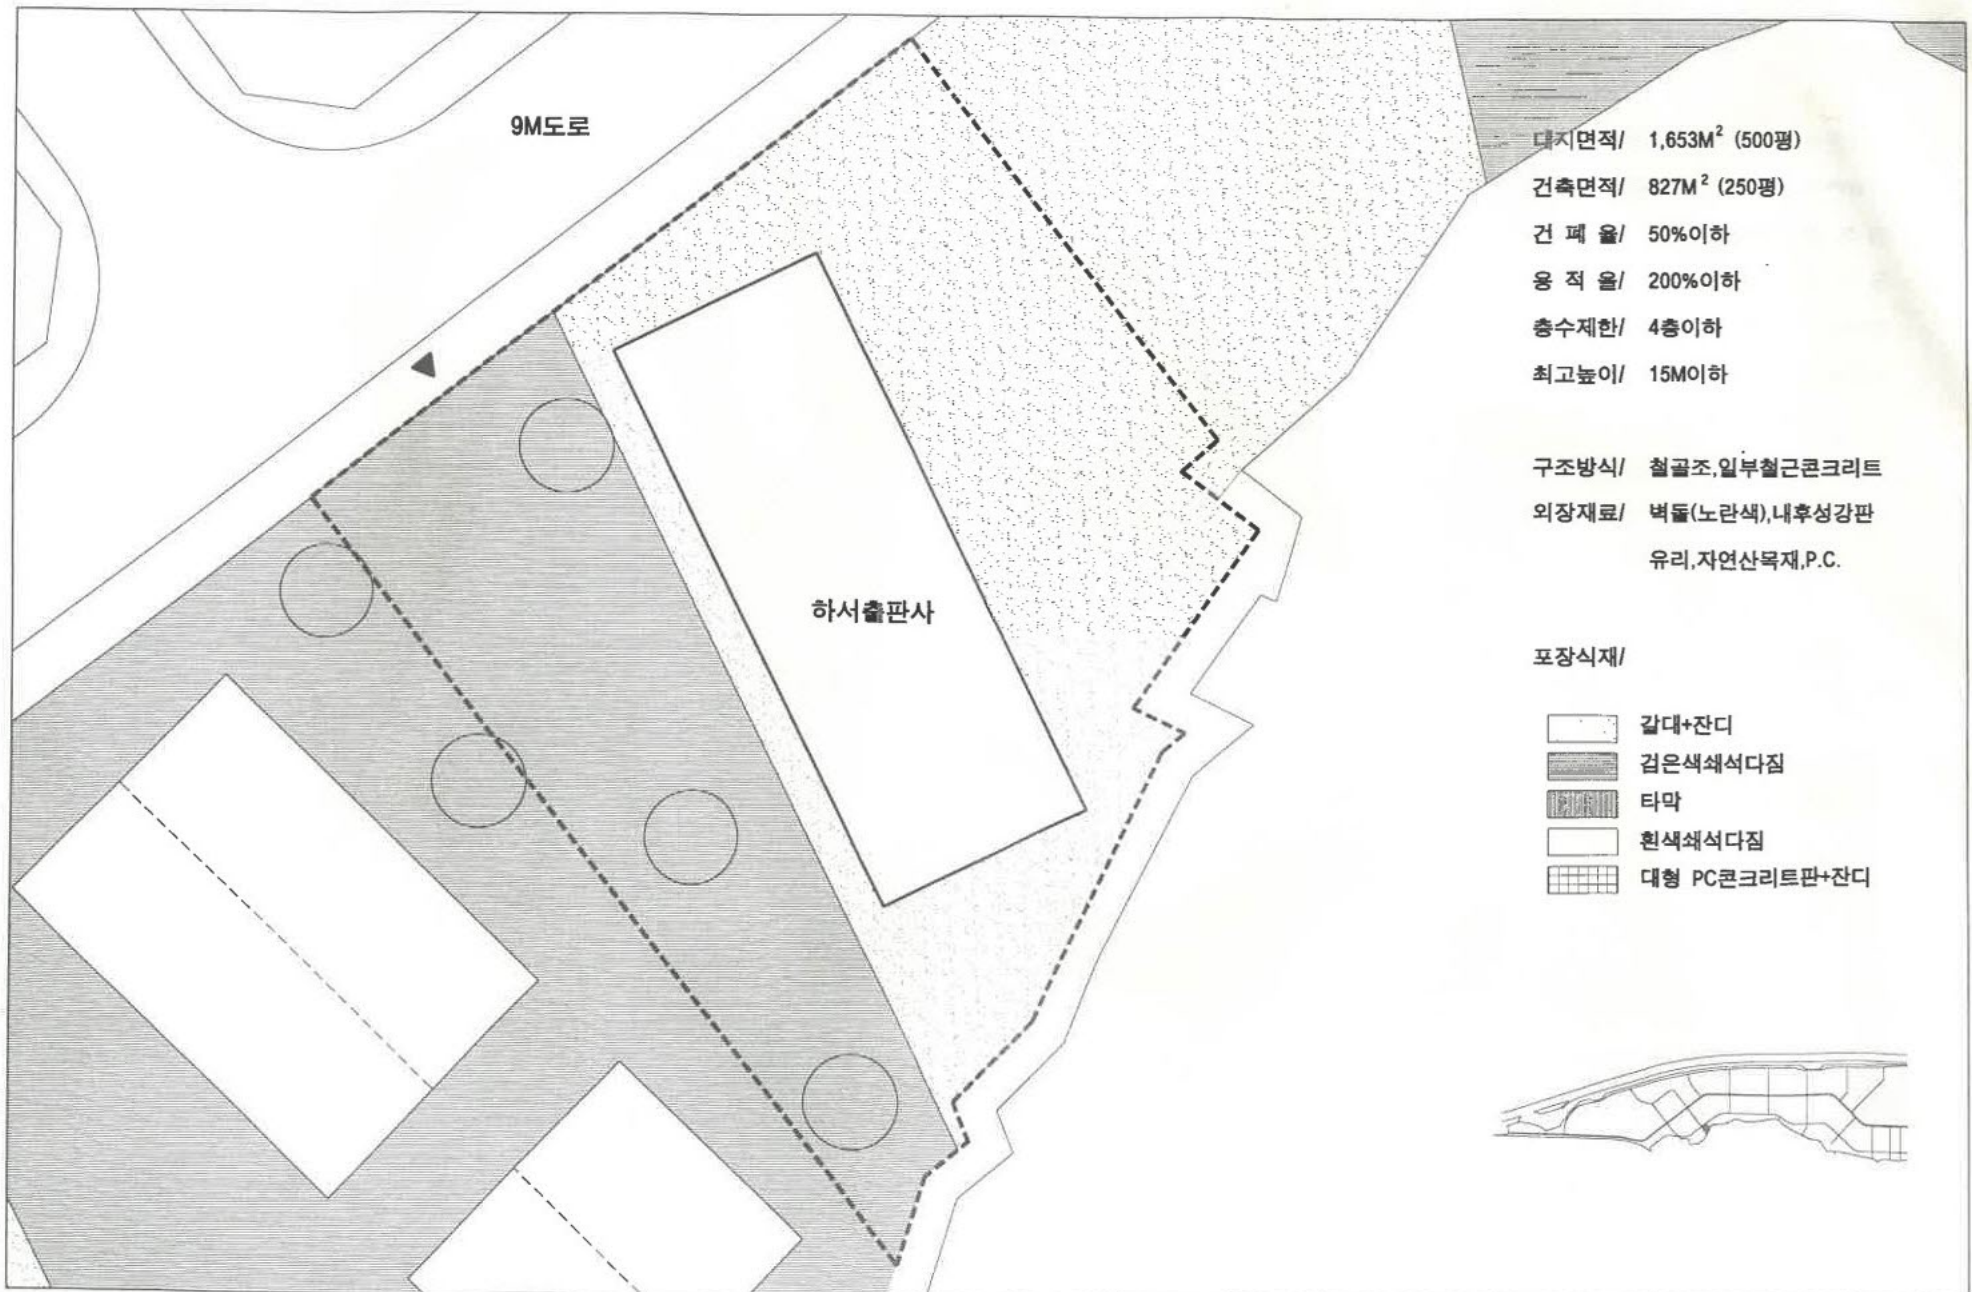 9M도로
하서출판사
대지면적/ 1,653M² (500평)
건축면적/ 827M² (250평)
건 폐 율/ 50%이하
용 적 율/ 200%이하
층수제한/ 4층이하
최고높이/ 15M이하
구조방식/ 철골조,일부철근콘크리트
외장재료/ 벽돌(노란색),내후성강판
유리,자연산목재,P.C.
포장식재/
갈대+잔디
검은색쇄석다짐
타막
흰색쇄석다짐
대형 PC콘크리트판+잔디